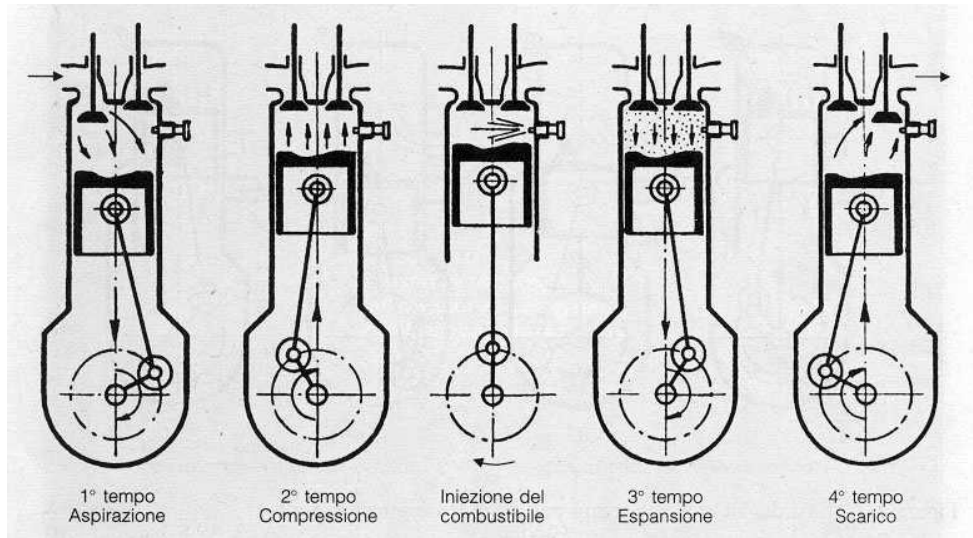 1° tempo
Aspirazione
2° tempo
Compressione
Iniezione del
combustibile
3° tempo
Espansione
4° tempo
Scarico